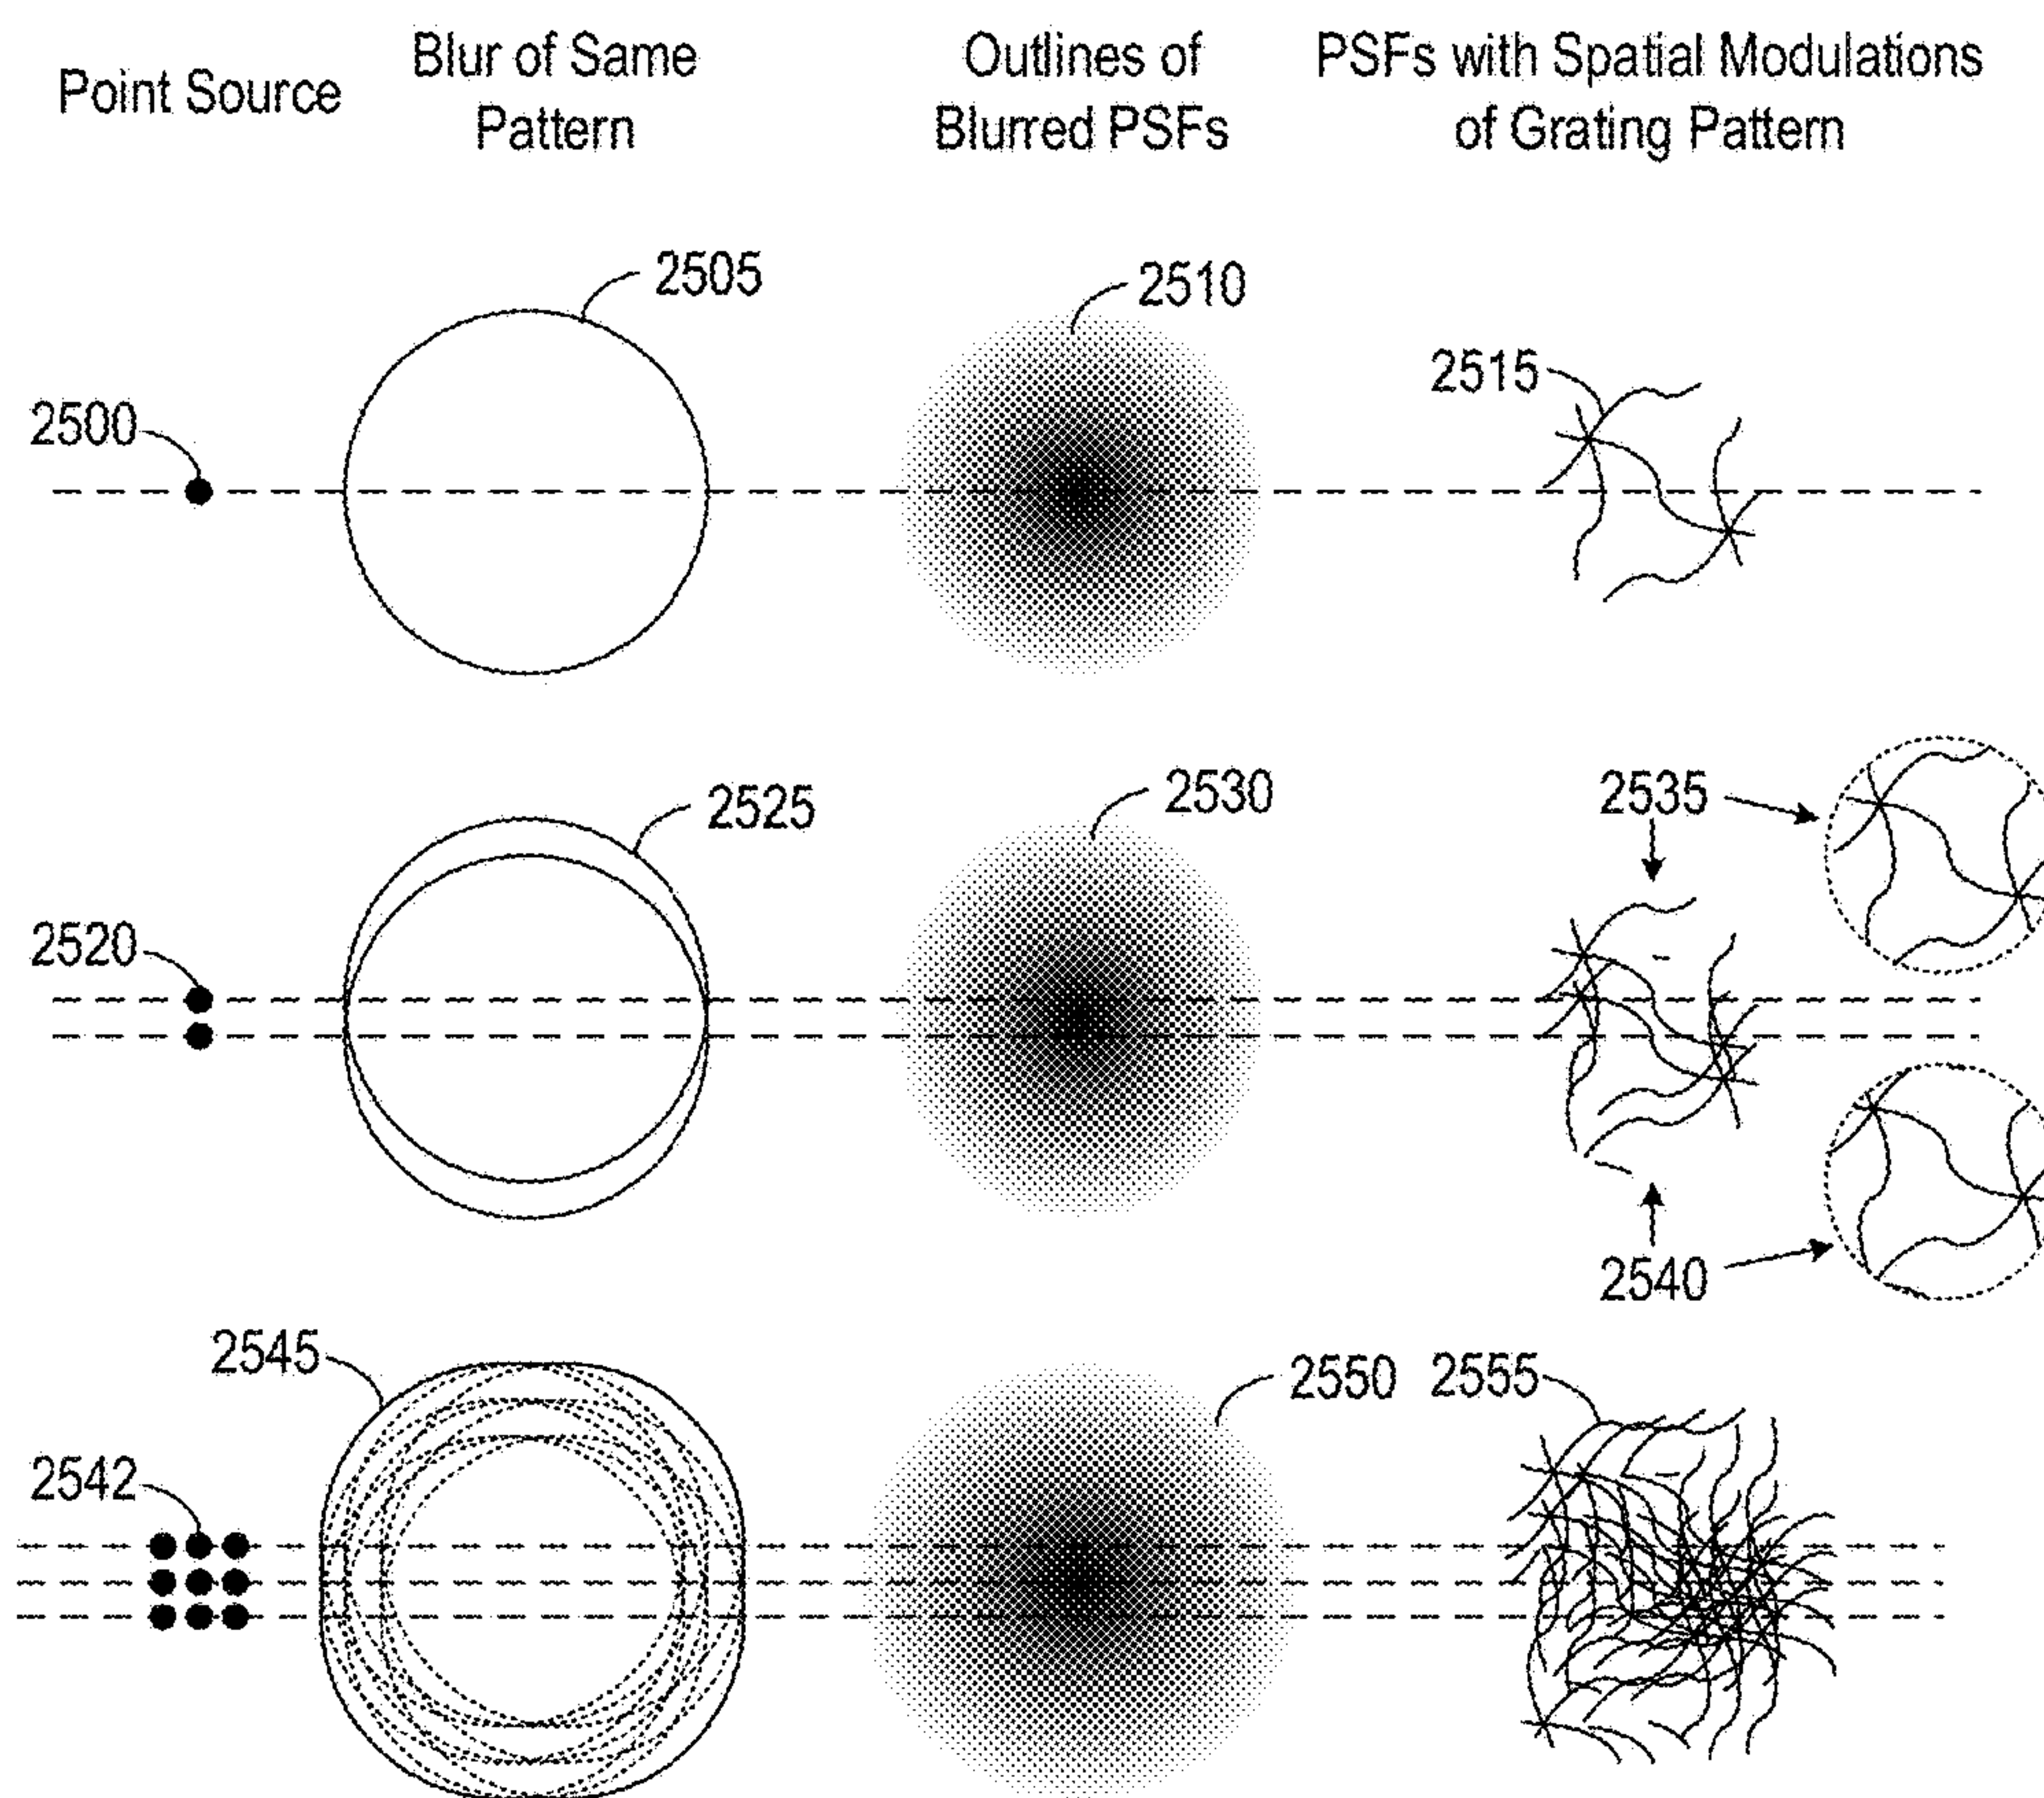 Point Source
Blur of Same
Pattern
Outlines of
Blurred PSFs
PSFs with Spatial Modulations
of Grating Pattern
2500
2505
2510
2515
2520
2525
2530
2535
2540
2542
2545
2550
2555